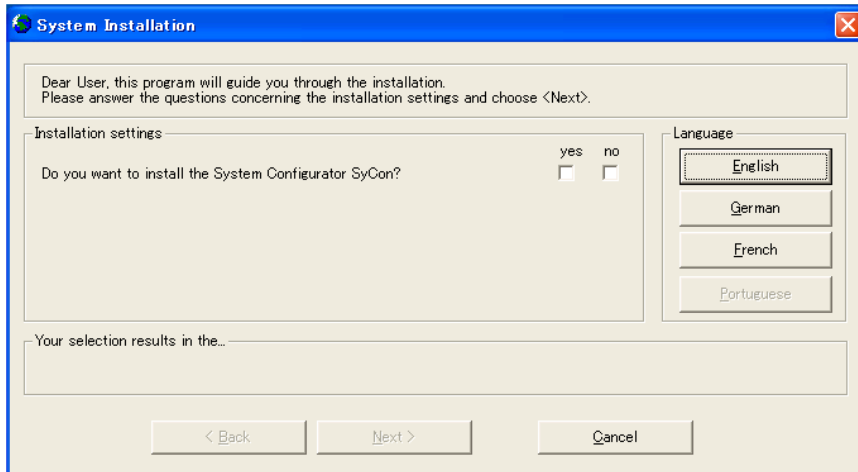 System Installation
Dear User, this program will guide you through the installation.
Please answer the questions concerning the installation settings and choose <Next>.
Installation settings
yes no
Do you want to install the System Configurator SyCon?
Language
English
German
French
Portuguese
Your selection results in the...
< Back
Next >
Cancel